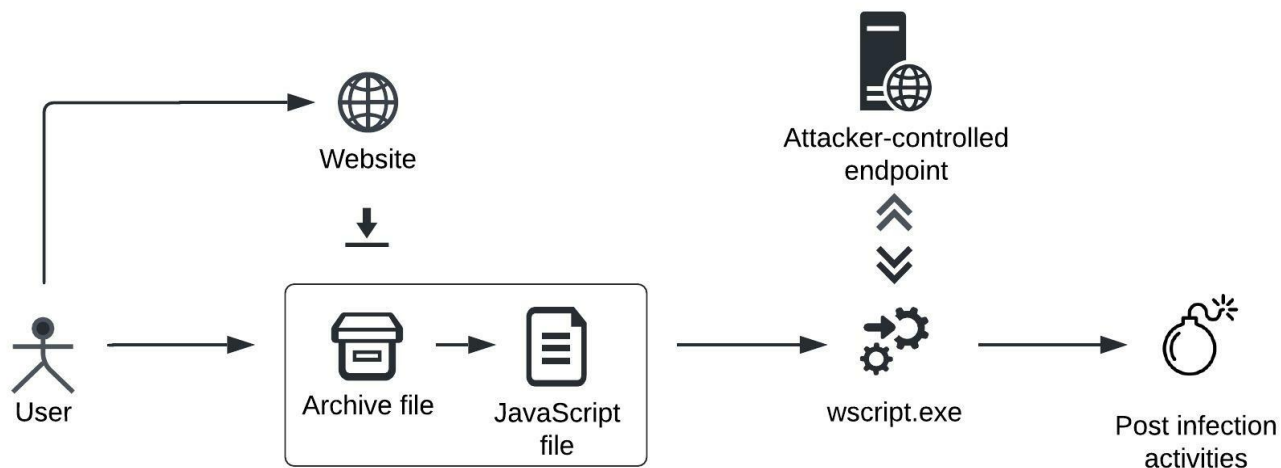 Website
Attacker-controlled
endpoint
User
Archive file
JavaScript
file
wscript.exe
Post infection
activities